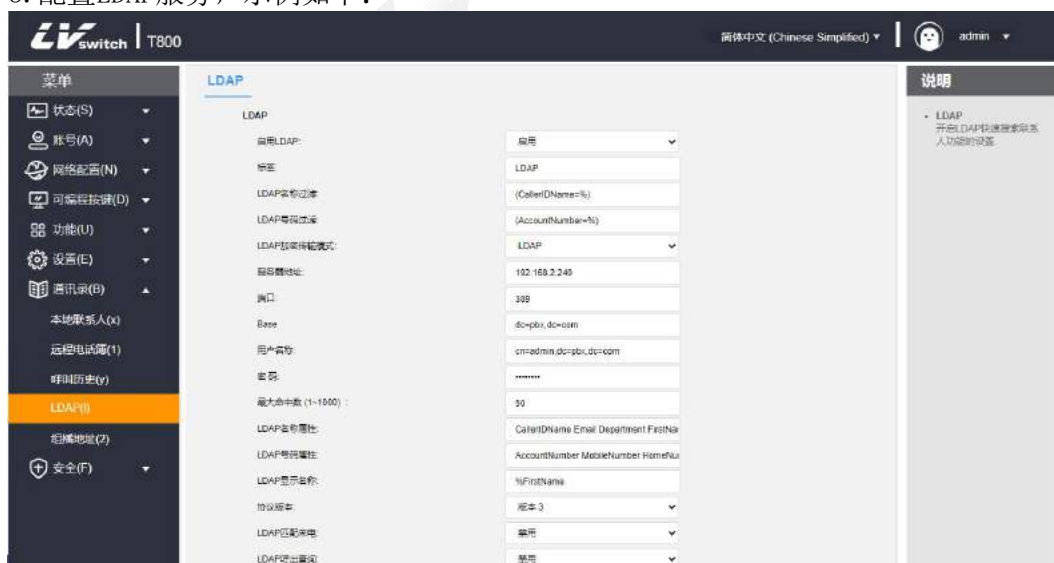 LVswitch T800
简体中文 (Chinese Simplified)
admin
菜单
状态(S)
账号(A)
网络配置(N)
可编程按键(D)
功能(U)
设置(E)
通讯录(B)
本地联系人(x)
远程电话簿(1)
呼叫历史(y)
LDAP(l)
组播地址(2)
安全(F)
LDAP
LDAP
启用LDAP: 启用
标签 LDAP
LDAP名称过滤 (CallerIDName=%)
LDAP号码过滤 (AccountNumber=%)
LDAP加密传输模式: LDAP
服务器地址: 192.168.2.240
端口: 389
Base dc=pbx,dc=com
用户名称: cn=admin,dc=pbx,dc=com
密码: ••••••••
最大命中数 (1~1000) : 50
LDAP名称属性: CallerIDName Email Department FirstNar
LDAP号码属性: AccountNumber MobileNumber HomeNu
LDAP显示名称: %FirstName
协议版本: 版本 3
LDAP匹配来电: 禁用
LDAP呼出查询 禁用
说明
LDAP
开启LDAP快速搜索联系
人功能的设置